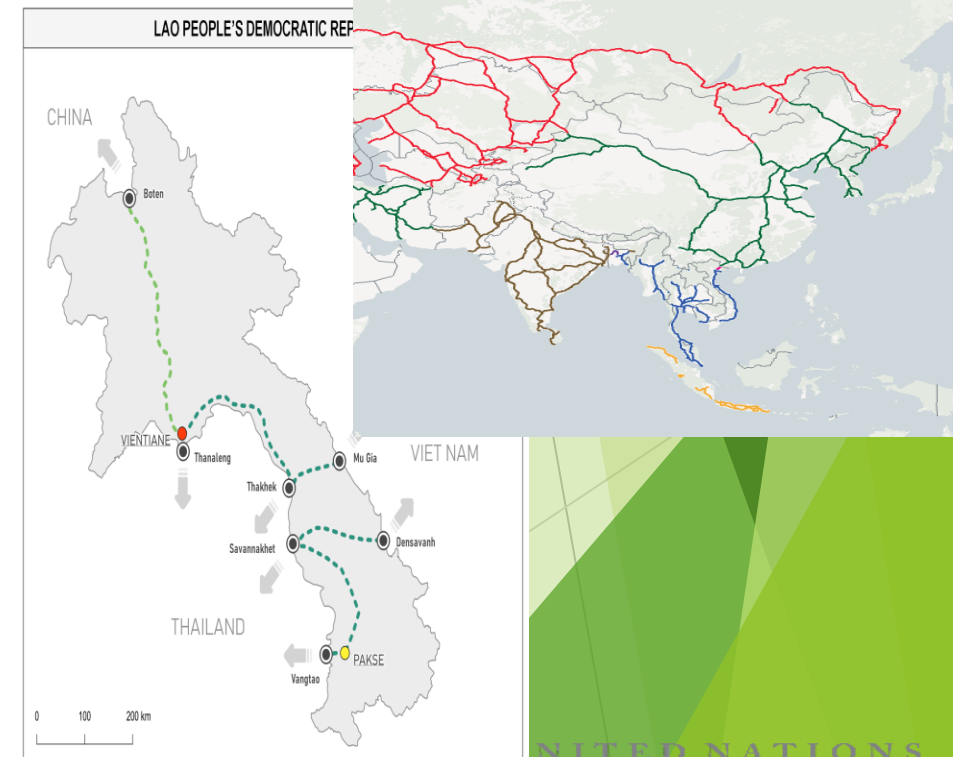 LAO PEOPLE'S DEMOCRATIC REP
CHINA
Boten
VIENTIANE
Thanaleng
Mu Gia
VIET NAM
Thakhek
Savannakhet
Densavanh
THAILAND
PAKSE
Vangtao
0 100 200 km
NITED NATIONS